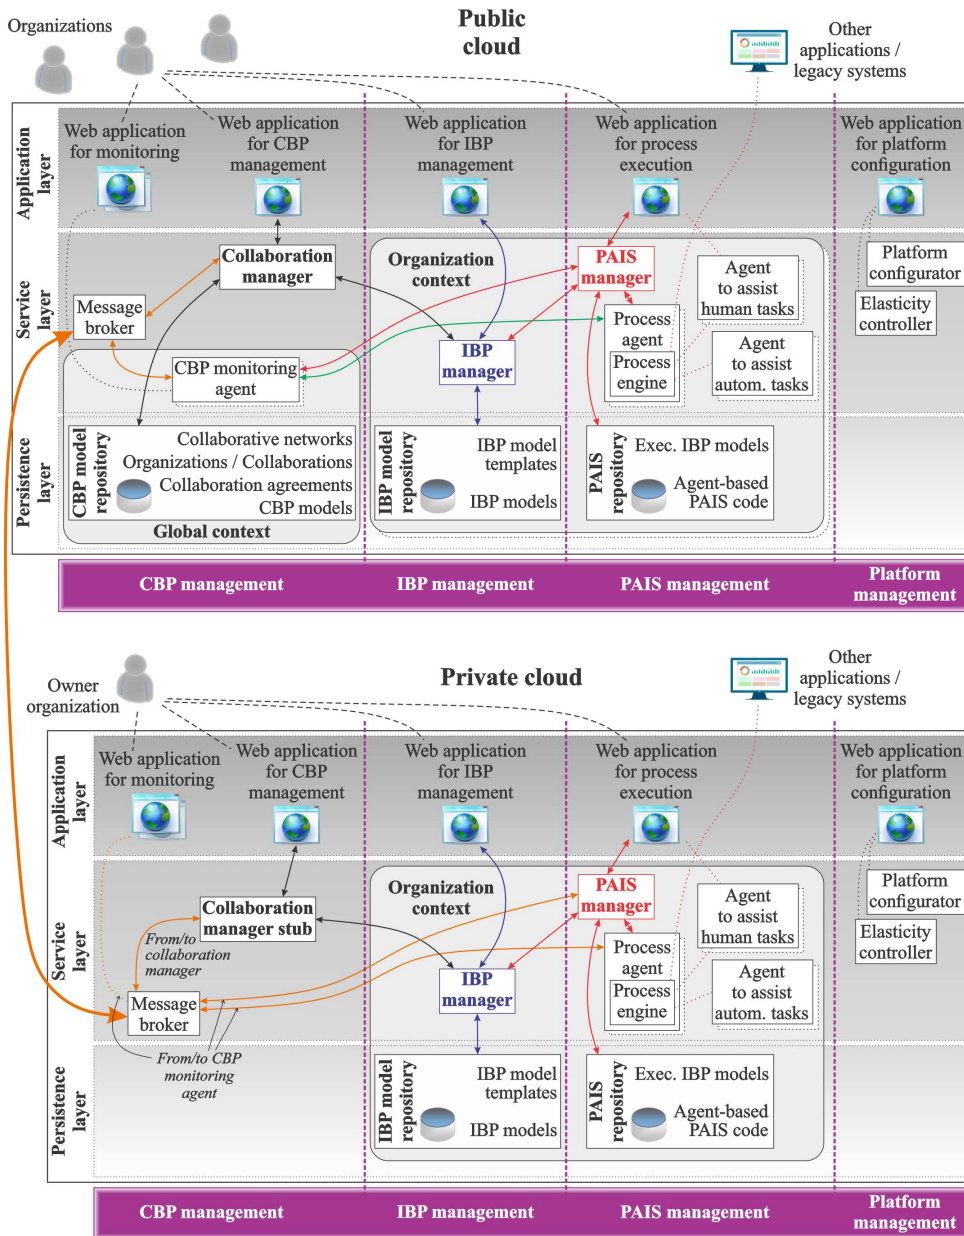 Organizations
Public
cloud
Other
applications /
legacy systems
Application
layer
Web application
for monitoring
Web application
for CBP
management
Web application
for IBP
management
Web application
for process
execution
Web application
for platform
configuration
Service
layer
Collaboration
manager
Message
broker
CBP monitoring
agent
Organization
context
IBP
manager
PAIS
manager
Process
agent
Process
engine
Agent
to assist
human tasks
Agent
to assist
autom. tasks
Platform
configurator
Elasticity
controller
Persistence
layer
CBP model
repository
Collaborative networks
Organizations / Collaborations
Collaboration agreements
CBP models
Global context
IBP model
repository
IBP model
templates
IBP models
PAIS
repository
Exec. IBP models
Agent-based
PAIS code
CBP management
IBP management
PAIS management
Platform
management
Owner
organization
Private cloud
Other
applications /
legacy systems
Application
layer
Web application
for monitoring
Web application
for CBP
management
Web application
for IBP
management
Web application
for process
execution
Web application
for platform
configuration
Service
layer
Collaboration
manager stub
From/to
collaboration
manager
Message
broker
From/to CBP
monitoring
agent
Organization
context
IBP
manager
PAIS
manager
Process
agent
Process
engine
Agent
to assist
human tasks
Agent
to assist
autom. tasks
Platform
configurator
Elasticity
controller
Persistence
layer
IBP model
repository
IBP model
templates
IBP models
PAIS
repository
Exec. IBP models
Agent-based
PAIS code
CBP management
IBP management
PAIS management
Platform
management